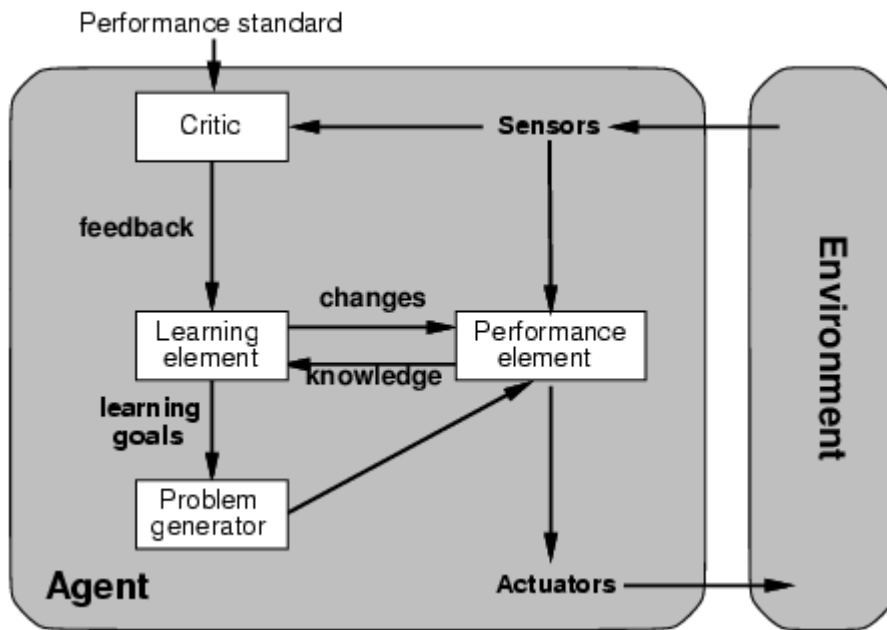 Performance standard
Critic
Sensors
feedback
changes
Learning
element
Performance
element
knowledge
learning
goals
Problem
generator
Agent
Actuators
Environment